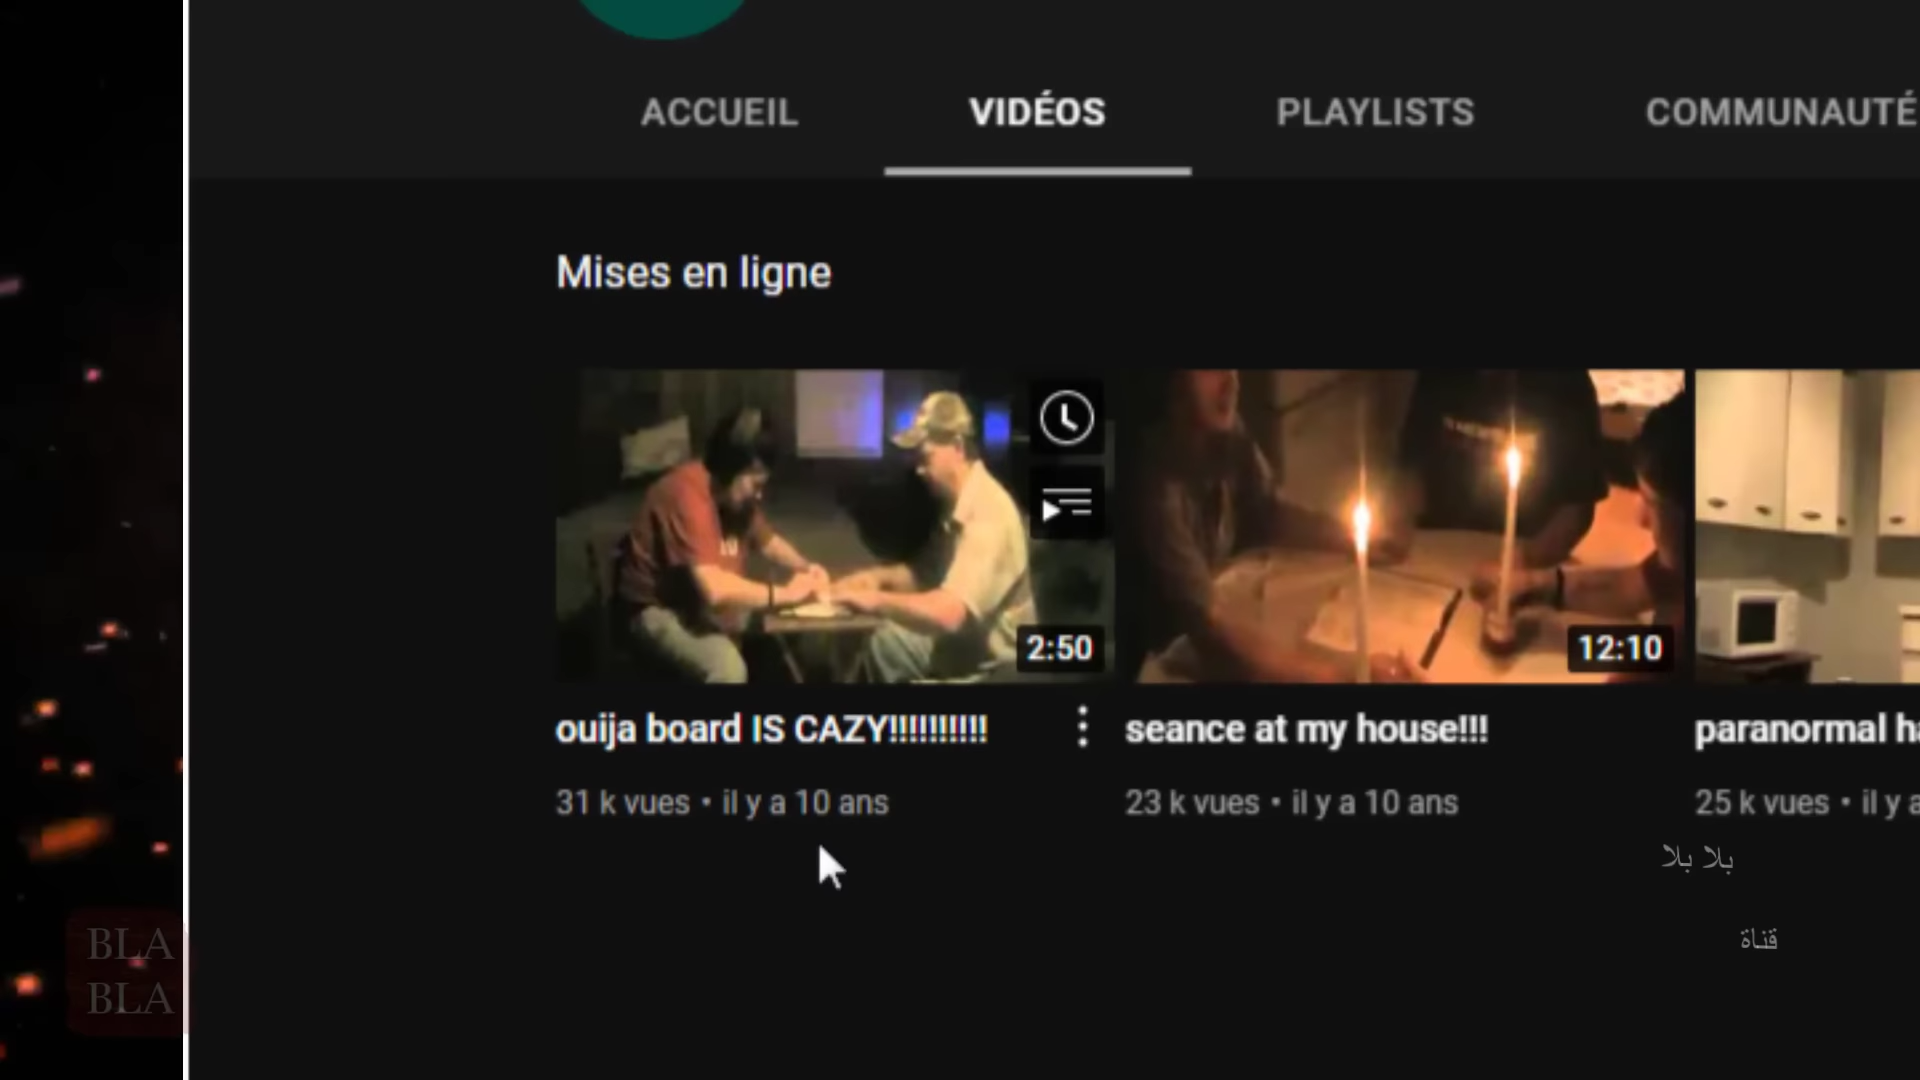 ACCUEIL VIDÉOS PLAYLISTS COMMUNAUTÉ
Mises en ligne
2:50 12:10
ouija board IS CAZY!!!!!!!!!! seance at my house!!! paranormal
31 k vues • il y a 10 ans 23 k vues • il y a 10 ans 25 k vues • il y a
بلا بلا
قناة
BLA
BLA